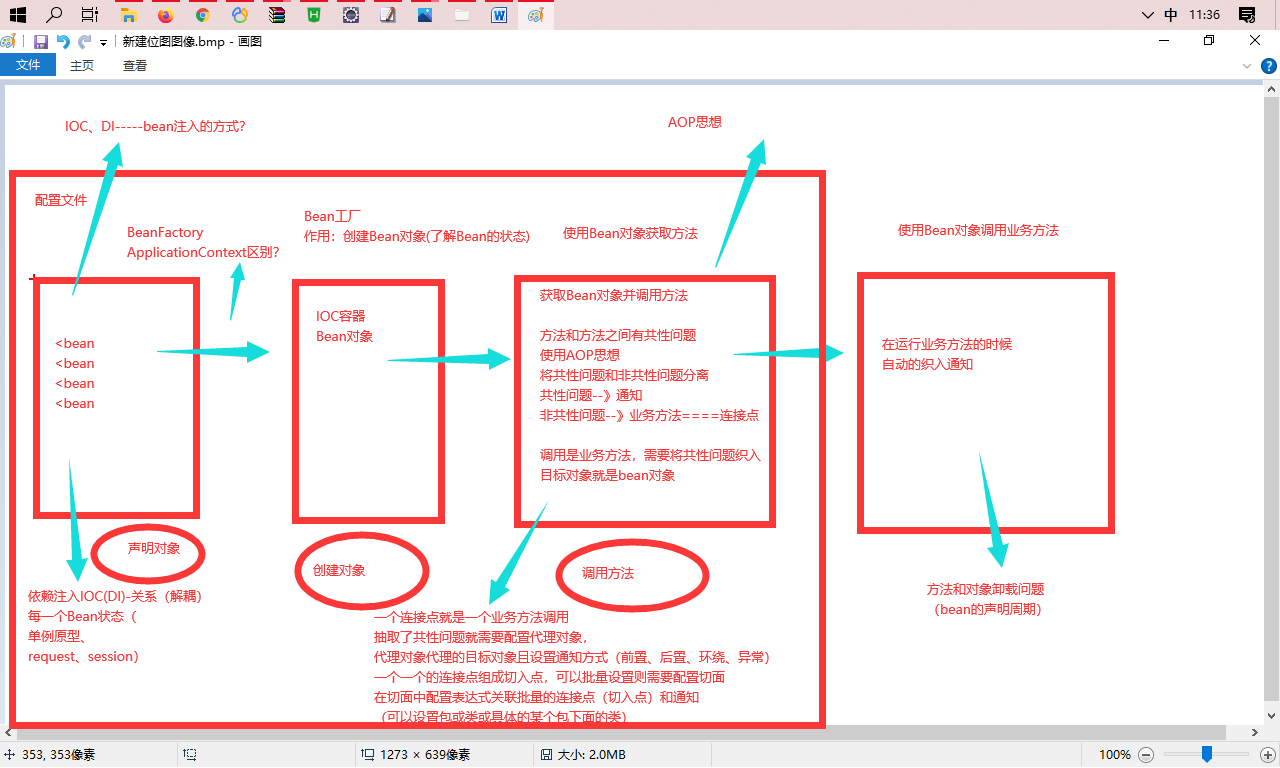 中
11:36
新建位图图像.bmp - 画图
文件
主页
查看
IOC、DI-----bean注入的方式?
AOP思想
配置文件
Bean工厂
作用：创建Bean对象(了解Bean的状态)
BeanFactory
ApplicationContext区别?
使用Bean对象获取方法
使用Bean对象调用业务方法
<bean
<bean
<bean
<bean
IOC容器
Bean对象
获取Bean对象并调用方法
方法和方法之间有共性问题
使用AOP思想
将共性问题和非共性问题分离
共性问题--》通知
非共性问题--》业务方法====连接点
调用是业务方法，需要将共性问题织入
目标对象就是bean对象
在运行业务方法的时候
自动的织入通知
声明对象
创建对象
调用方法
依赖注入IOC(DI)-关系（解耦）
每一个Bean状态（
单例原型、
request、session）
一个连接点就是一个业务方法调用
抽取了共性问题就需要配置代理对象，
代理对象代理的目标对象且设置通知方式（前置、后置、环绕、异常）
一个一个的连接点组成切入点，可以批量设置则需要配置切面
在切面中配置表达式关联批量的连接点（切入点）和通知
（可以设置包或类或具体的某个包下面的类）
方法和对象卸载问题
（bean的声明周期）
353, 353像素
1273 × 639像素
大小: 2.0MB
100%